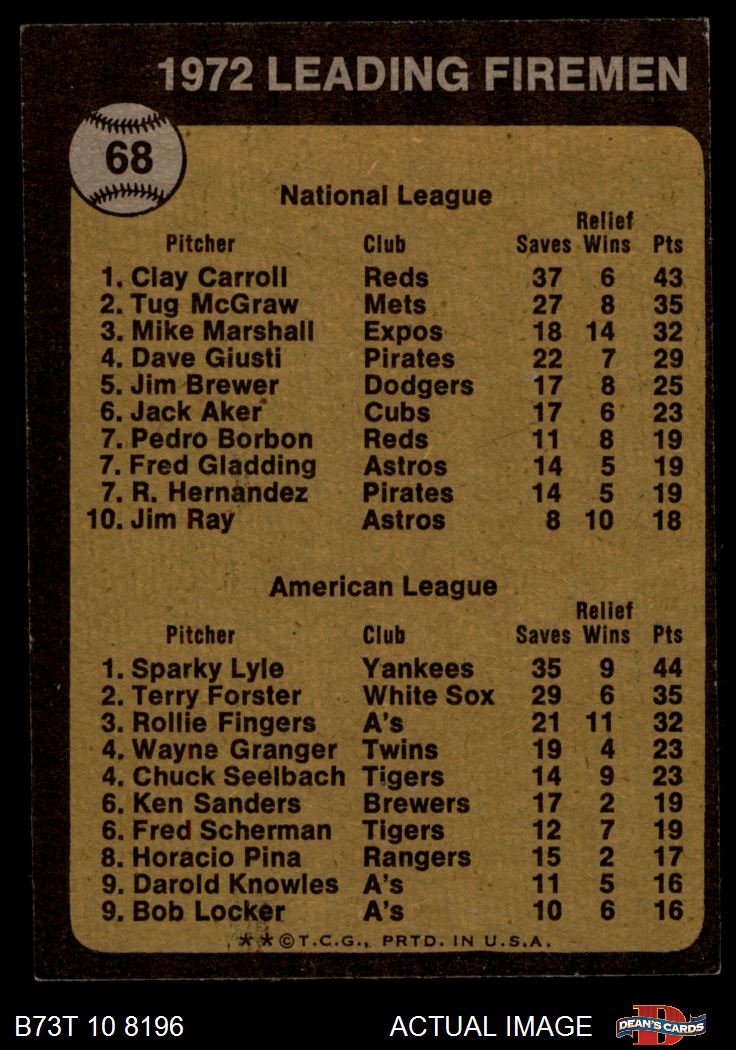 1972 LEADING FIREMEN
68
National League
Relief
Pitcher Club Saves Wins Pts
1. Clay Carroll Reds 37 6 43
2. Tug McGraw Mets 27 8 35
3. Mike Marshall Expos 18 14 32
4. Dave Giusti Pirates 22 7 29
5. Jim Brewer Dodgers 17 8 25
6. Jack Aker Cubs 17 6 23
7. Pedro Borbon Reds 11 8 19
7. Fred Gladding Astros 14 5 19
7. R. Hernandez Pirates 14 5 19
10. Jim Ray Astros 8 10 18
American League
Relief
Pitcher Club Saves Wins Pts
1. Sparky Lyle Yankees 35 9 44
2. Terry Forster White Sox 29 6 35
3. Rollie Fingers A's 21 11 32
4. Wayne Granger Twins 19 4 23
4. Chuck Seelbach Tigers 14 9 23
6. Ken Sanders Brewers 17 2 19
6. Fred Scherman Tigers 12 7 19
8. Horacio Pina Rangers 15 2 17
9. Darold Knowles A's 11 5 16
9. Bob Locker A's 10 6 16
**©T.C.G., PRTD. IN U.S.A.
B73T 10 8196 ACTUAL IMAGE D DEAN'S CARDS